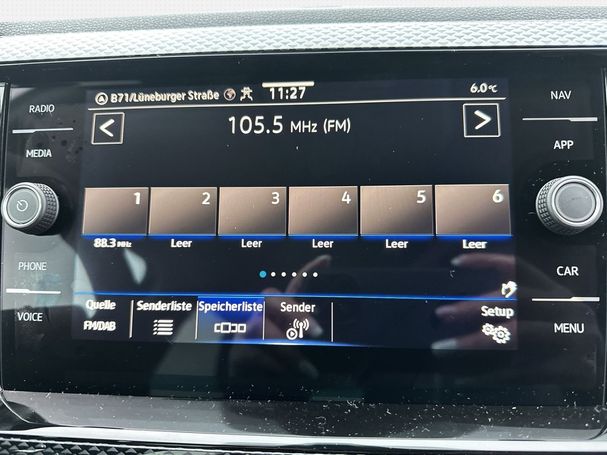 B71/Lüneburger Straße 11:27 6.0°C
RADIO
NAV
105.5 MHz (FM)
MEDIA
APP
1 2 3 4 5 6
88.3 MHz Leer Leer Leer Leer Leer
PHONE
CAR
Quelle Senderliste Speicherliste Sender Setup
FM/DAB
VOICE
MENU